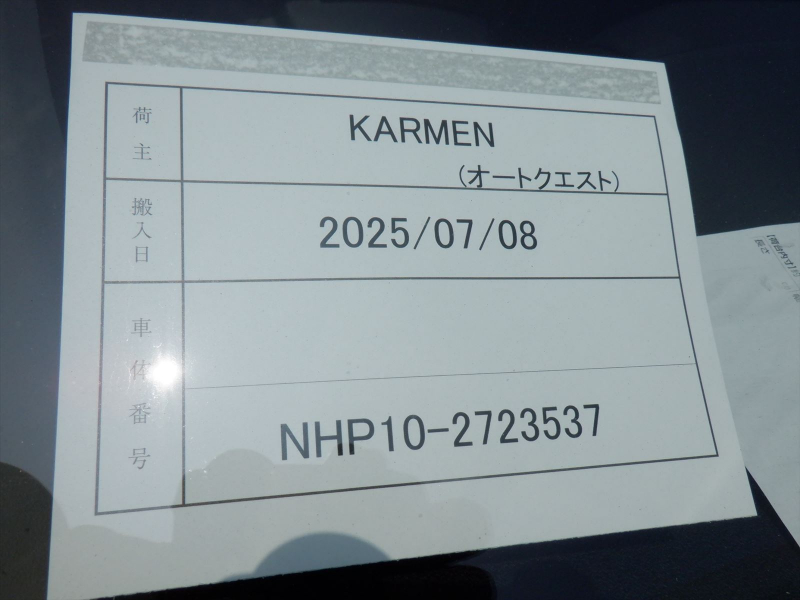 荷主
KARMEN
(オートクエスト)
搬入日
2025/07/08
車体番号
NHP10-2723537